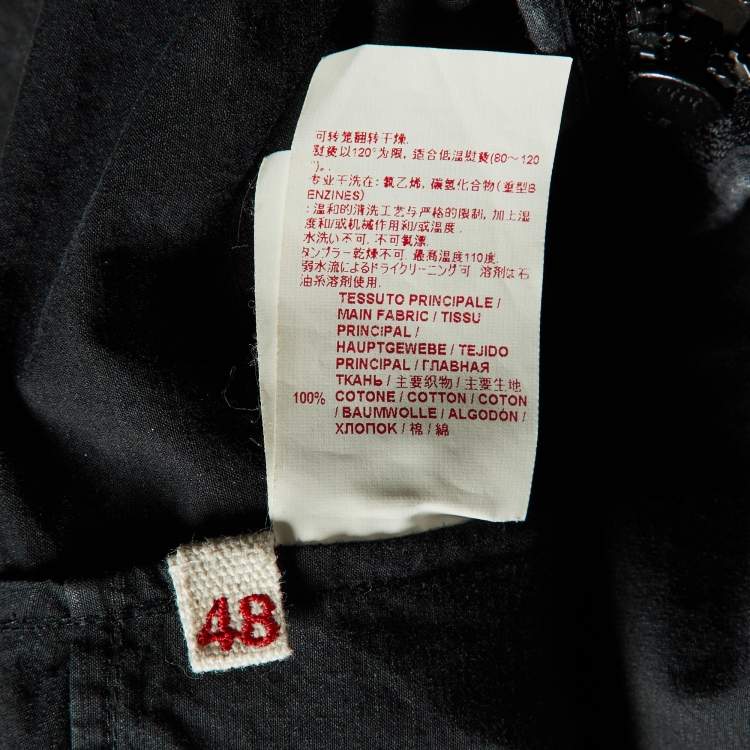 可转笼翻转干燥.
熨烫以120°为限, 适合低温熨烫(80～120
°)。.
专业干洗在: 氯乙烯, 碳氢化合物(重型B
ENZINES)
: 温和的清洗工艺与严格的限制, 加上湿
度和/或机械作用和/或温度.
水洗い不可. 不可氯漂.
タンブラー乾燥不可. 最高温度110度.
弱水流によるドライクリーニング可 溶剤は石
油系溶剤使用.
TESSUTO PRINCIPALE /
MAIN FABRIC / TISSU
PRINCIPAL /
HAUPTGEWEBE / TEJIDO
PRINCIPAL / ГЛАВНАЯ
ТКАНЬ / 主要织物 / 主要生地
100% COTONE / COTTON / COTON
/ BAUMWOLLE / ALGODÓN /
ХЛОПОК / 棉 / 綿
48